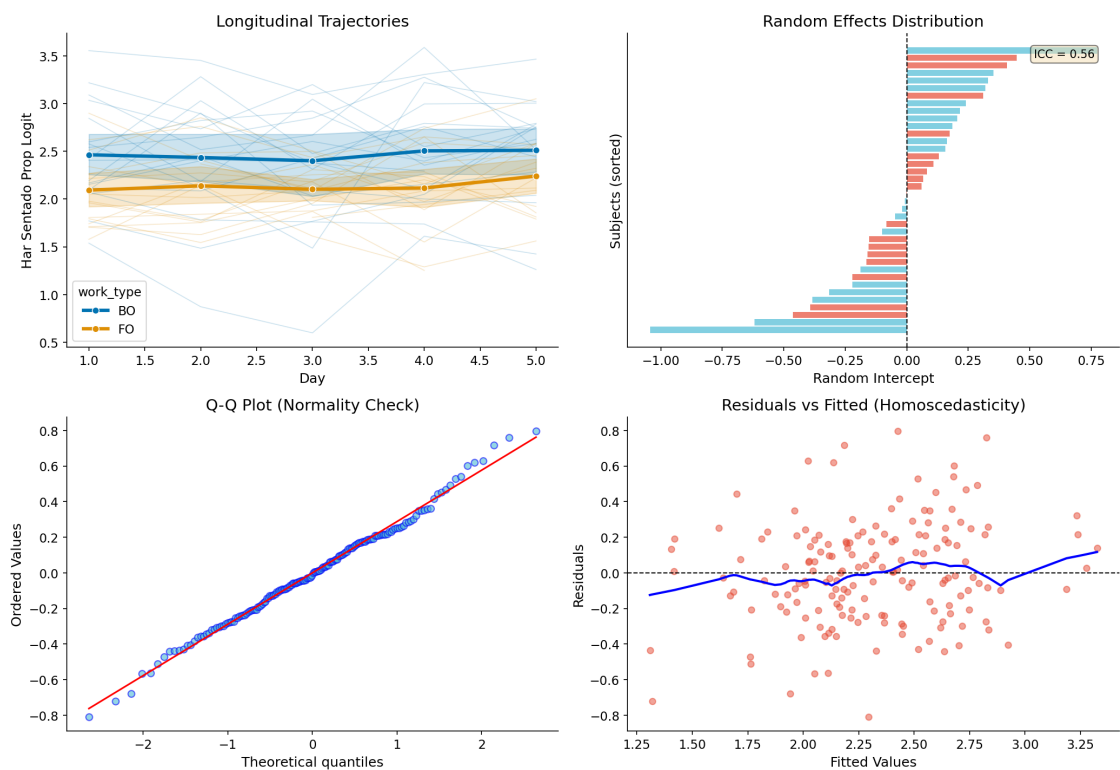 Longitudinal Trajectories
Har Sentado Prop Logit
3.5
3.0
2.5
2.0
1.5
1.0
0.5
work_type
BO
FO
1.0 1.5 2.0 2.5 3.0 3.5 4.0 4.5 5.0
Day
Random Effects Distribution
Subjects (sorted)
ICC = 0.56
−1.00 −0.75 −0.50 −0.25 0.00 0.25 0.50 0.75
Random Intercept
Q-Q Plot (Normality Check)
Ordered Values
0.8
0.6
0.4
0.2
0.0
−0.2
−0.4
−0.6
−0.8
−2 −1 0 1 2
Theoretical quantiles
Residuals vs Fitted (Homoscedasticity)
Residuals
0.8
0.6
0.4
0.2
0.0
−0.2
−0.4
−0.6
−0.8
1.25 1.50 1.75 2.00 2.25 2.50 2.75 3.00 3.25
Fitted Values